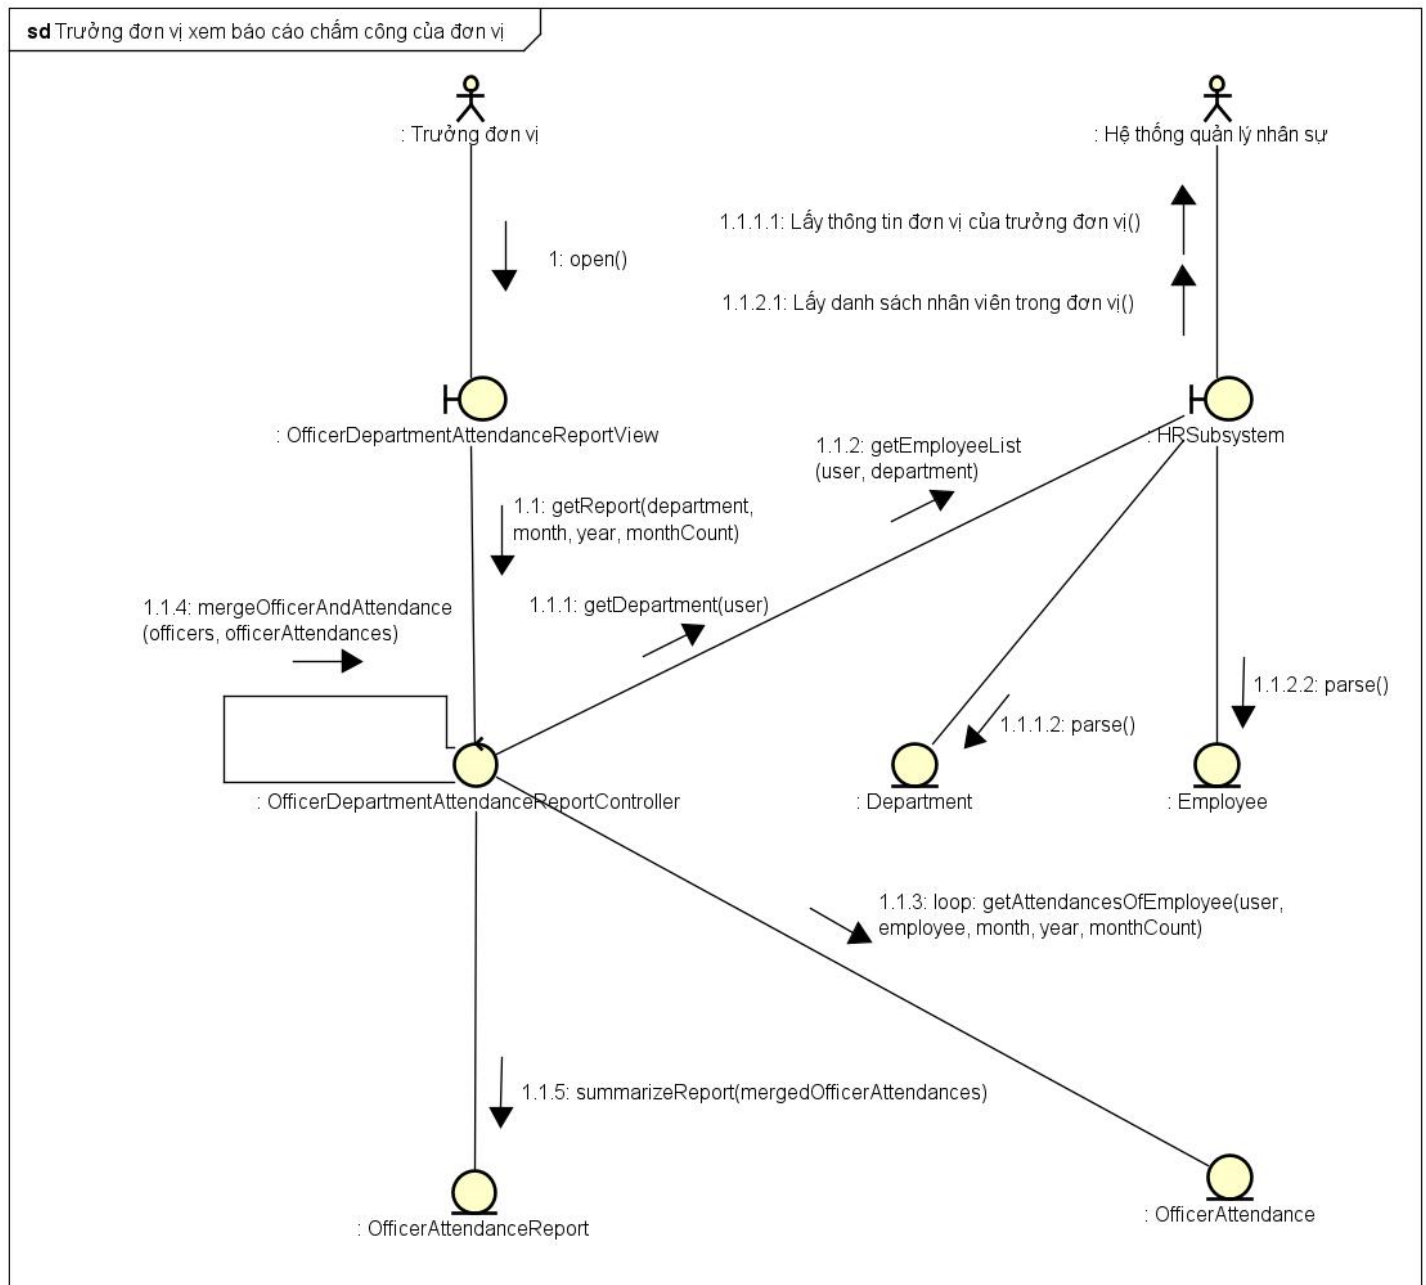 sd Trưởng đơn vị xem báo cáo chấm công của đơn vị
: Trưởng đơn vị
: Hệ thống quản lý nhân sự
1.1.1.1: Lấy thông tin đơn vị của trưởng đơn vị()
1: open()
1.1.2.1: Lấy danh sách nhân viên trong đơn vị()
: OfficerDepartmentAttendanceReportView
: HRSubsystem
1.1.2: getEmployeeList
(user, department)
1.1: getReport(department,
month, year, monthCount)
1.1.4: mergeOfficerAndAttendance
(officers, officerAttendances)
1.1.1: getDepartment(user)
1.1.2.2: parse()
1.1.1.2: parse()
: OfficerDepartmentAttendanceReportController
: Department
: Employee
1.1.3: loop: getAttendancesOfEmployee(user,
employee, month, year, monthCount)
1.1.5: summarizeReport(mergedOfficerAttendances)
: OfficerAttendanceReport
: OfficerAttendance